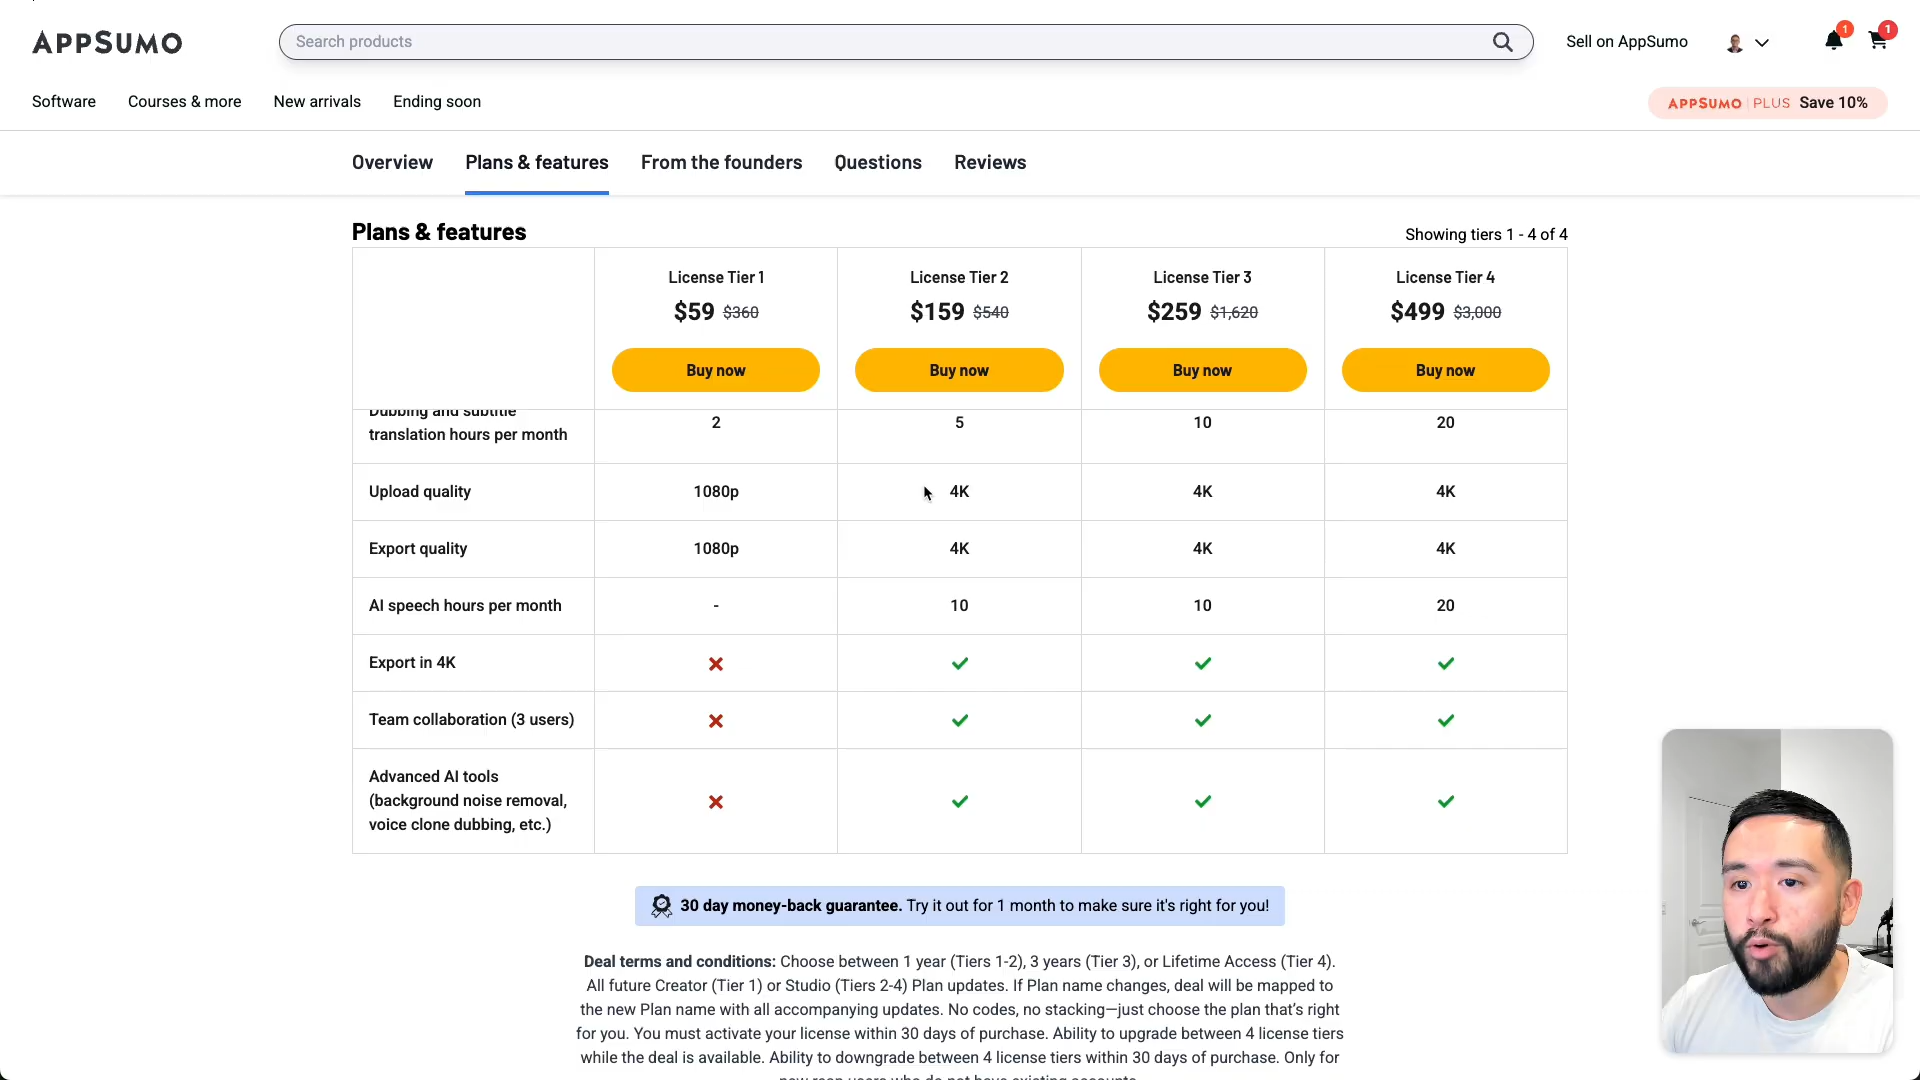 APPSUMO
Search products
Sell on AppSumo
1
1
Software
Courses & more
New arrivals
Ending soon
APPSUMO PLUS Save 10%
Overview
Plans & features
From the founders
Questions
Reviews
Plans & features
Showing tiers 1 - 4 of 4
License Tier 1
License Tier 2
License Tier 3
License Tier 4
$59 $360
$159 $540
$259 $1,620
$499 $3,000
Buy now
Buy now
Buy now
Buy now
Dubbing and subtitle
translation hours per month
2
5
10
20
Upload quality
1080p
4K
4K
4K
Export quality
1080p
4K
4K
4K
AI speech hours per month
-
10
10
20
Export in 4K
Team collaboration (3 users)
Advanced AI tools
(background noise removal,
voice clone dubbing, etc.)
30 day money-back guarantee. Try it out for 1 month to make sure it's right for you!
Deal terms and conditions: Choose between 1 year (Tiers 1-2), 3 years (Tier 3), or Lifetime Access (Tier 4).
All future Creator (Tier 1) or Studio (Tiers 2-4) Plan updates. If Plan name changes, deal will be mapped to
the new Plan name with all accompanying updates. No codes, no stacking—just choose the plan that's right
for you. You must activate your license within 30 days of purchase. Ability to upgrade between 4 license tiers
while the deal is available. Ability to downgrade between 4 license tiers within 30 days of purchase. Only for